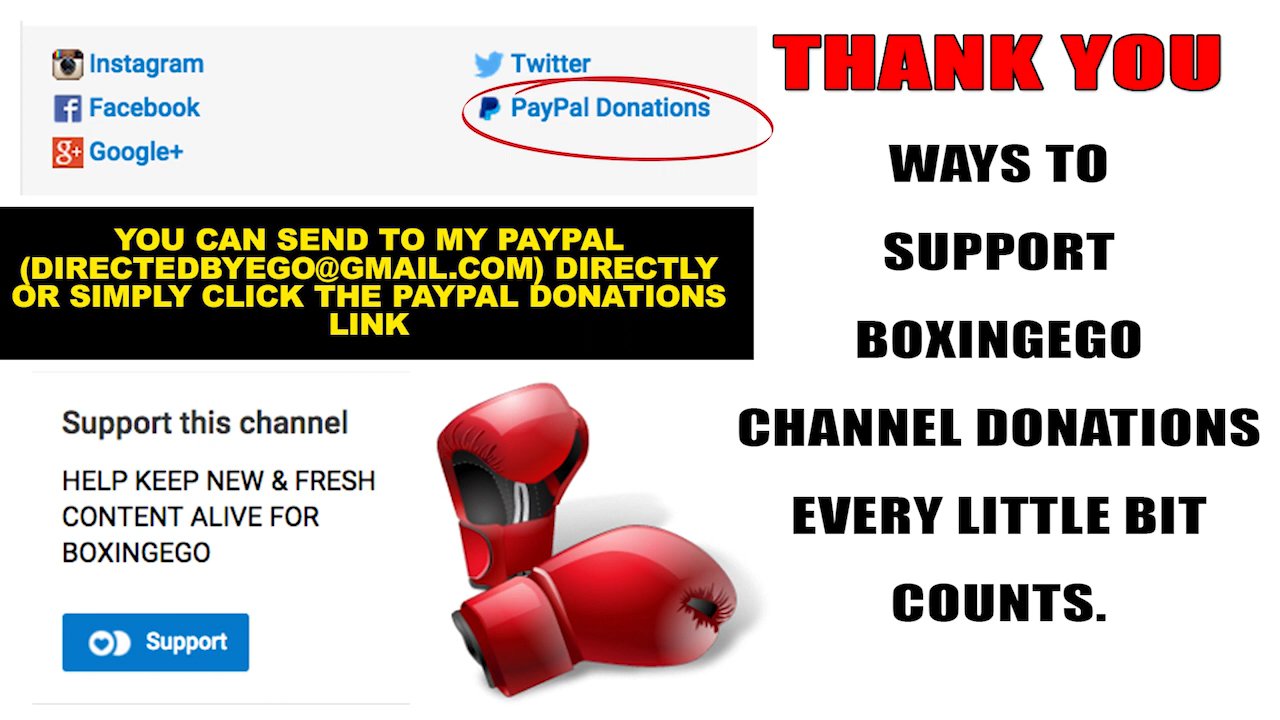 Instagram
Twitter
Facebook
PayPal Donations
Google+
YOU CAN SEND TO MY PAYPAL
(DIRECTEDBYEGO@GMAIL.COM) DIRECTLY
OR SIMPLY CLICK THE PAYPAL DONATIONS
LINK
Support this channel
HELP KEEP NEW & FRESH
CONTENT ALIVE FOR
BOXINGEGO
Support
THANK YOU
WAYS TO
SUPPORT
BOXINGEGO
CHANNEL DONATIONS
EVERY LITTLE BIT
COUNTS.